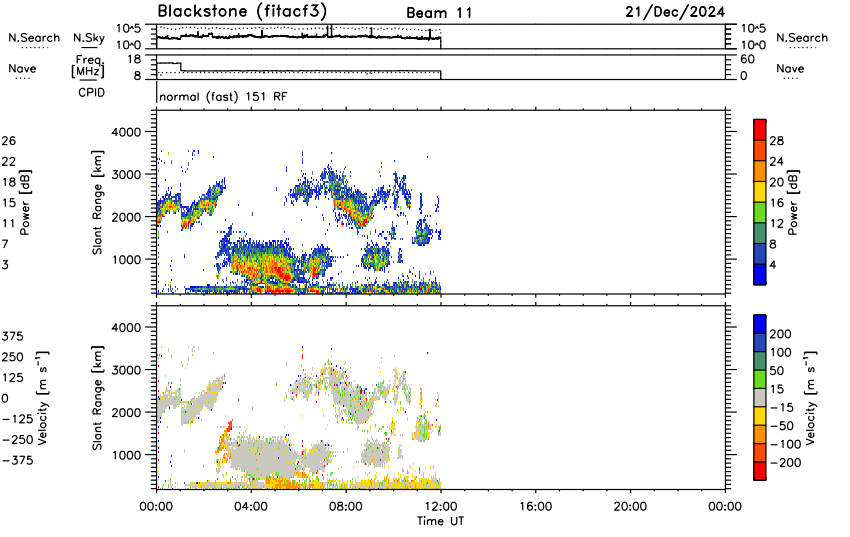 Blackstone (fitacf3) Beam 11 21/Dec/2024
N.Search N.Sky 10^5 10^0 10^5 10^0 N.Search
Nave Freq. [MHz] 18 8 60 0 Nave
CPID normal (fast) 151 RF
26 22 18 15 11 7 3
Power [dB]
Slant Range [km]
4000 3000 2000 1000
28 24 20 16 12 8 4
Power [dB]
375 250 125 0 -125 -250 -375
Velocity [m s⁻¹]
Slant Range [km]
4000 3000 2000 1000
200 100 50 15 -15 -50 -100 -200
Velocity [m s⁻¹]
00:00 04:00 08:00 12:00 16:00 20:00 00:00
Time UT